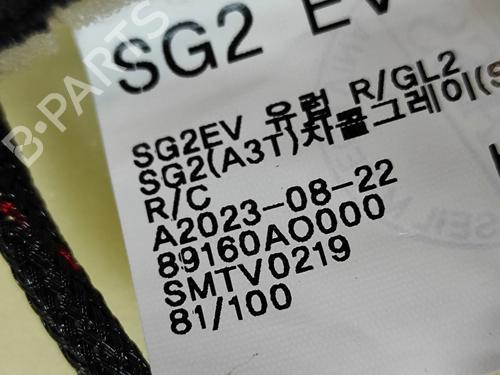 SG2 EV
SG2EV 유럽 R/GL2
SG2(A3T)차콜그레이(S
R/C
A2023-08-22
89160AO000
SMTV0219
81/100
B-PARTS